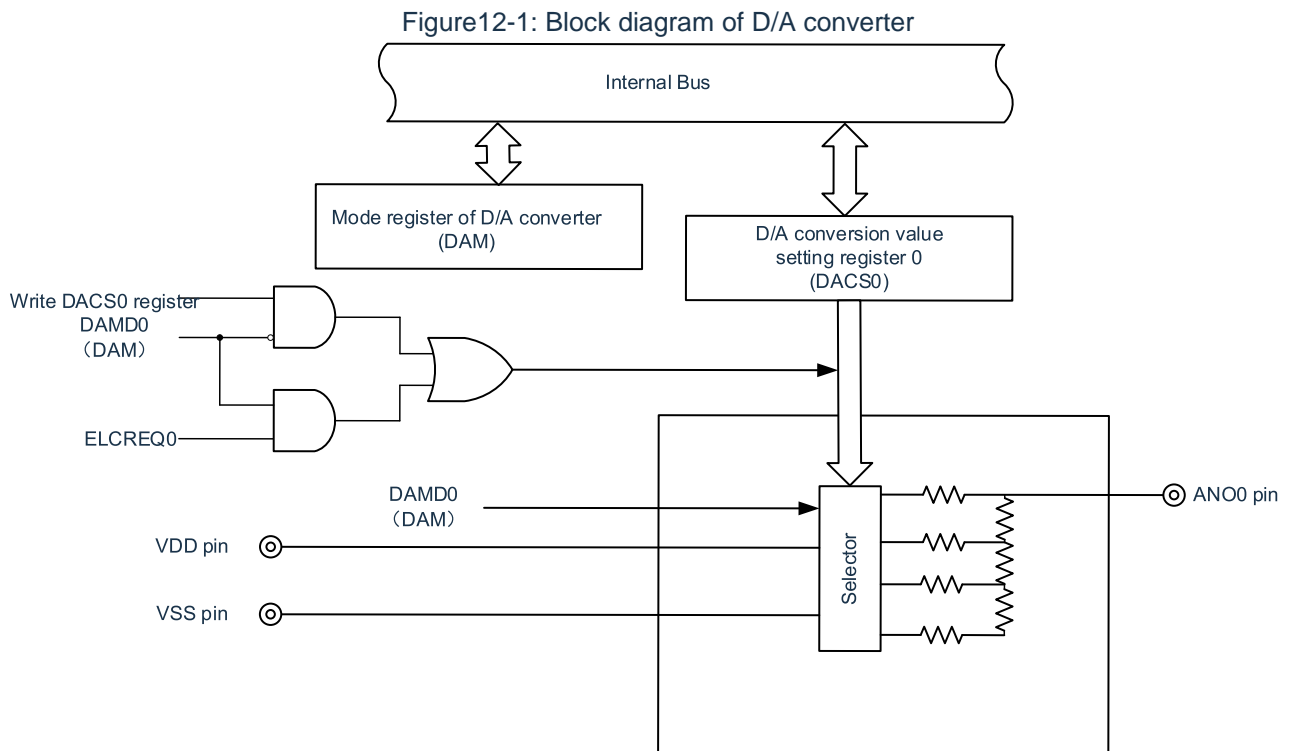 Figure12-1: Block diagram of D/A converter
Internal Bus
Mode register of D/A converter
(DAM)
D/A conversion value
setting register 0
(DACS0)
Write DACS0 register
DAMD0
（DAM）
ELCREQ0
DAMD0
（DAM）
VDD pin
VSS pin
Selector
ANO0 pin